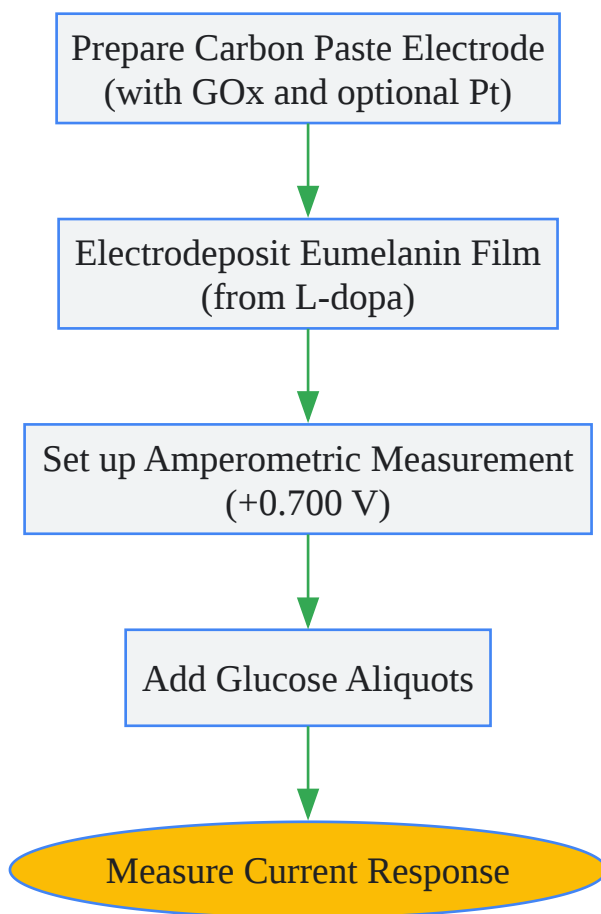 Prepare Carbon Paste Electrode
(with GOx and optional Pt)
Electrodeposit Eumelanin Film
(from L-dopa)
Set up Amperometric Measurement
(+0.700 V)
Add Glucose Aliquots
Measure Current Response